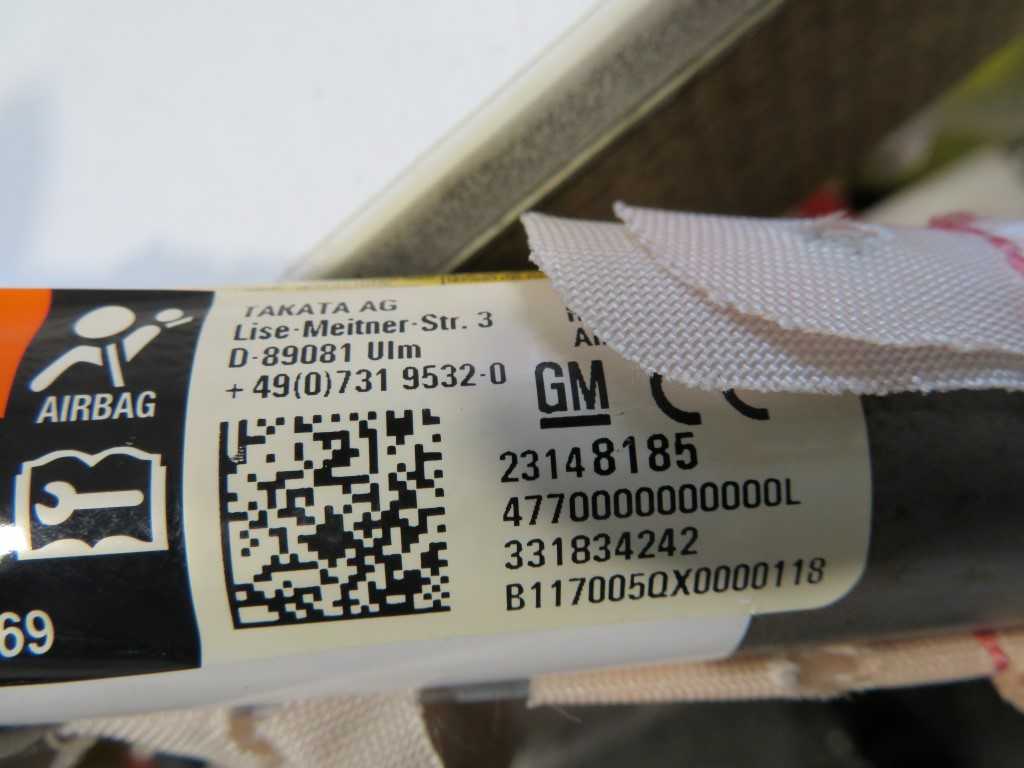 TAKATA AG
Lise-Meitner-Str. 3
D-89081 Ulm
+ 49(0)731 9532-0
AIRBAG
GM
23148185
4770000000000L
331834242
B117005QX0000118
69